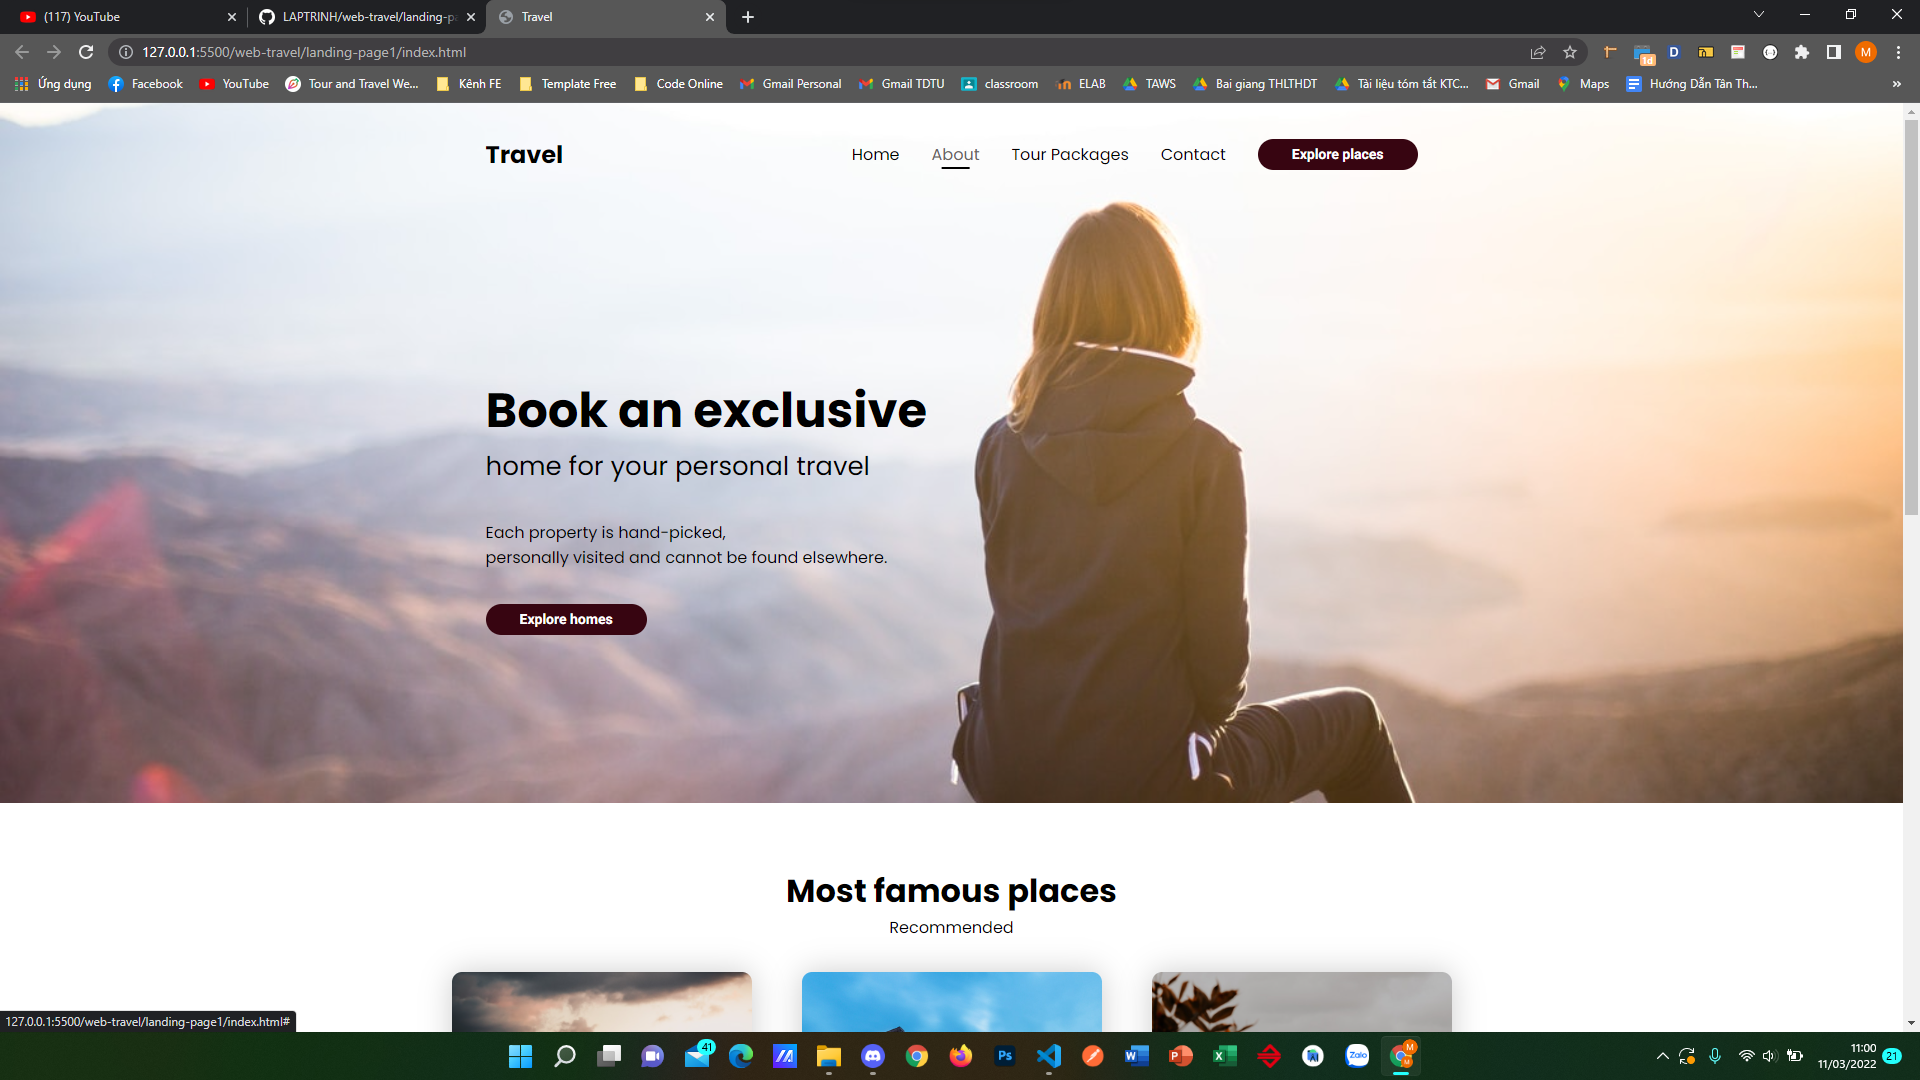 (117) YouTube
LAPTRINH/web-travel/landing-pa
Travel
127.0.0.1:5500/web-travel/landing-page1/index.html
1d
D
M
Ứng dụng
Facebook
YouTube
Tour and Travel We...
Kênh FE
Template Free
Code Online
Gmail Personal
Gmail TDTU
classroom
ELAB
TAWS
Bai giang THLTHDT
Tài liệu tóm tắt KTC...
Gmail
Maps
Hướng Dẫn Tân Th...
»
Travel
Home
About
Tour Packages
Contact
Explore places
Book an exclusive
home for your personal travel
Each property is hand-picked,
personally visited and cannot be found elsewhere.
Explore homes
Most famous places
Recommended
127.0.0.1:5500/web-travel/landing-page1/index.html#
41
Ps
W
P
X
Zalo
M
M
11:00
11/03/2022
21